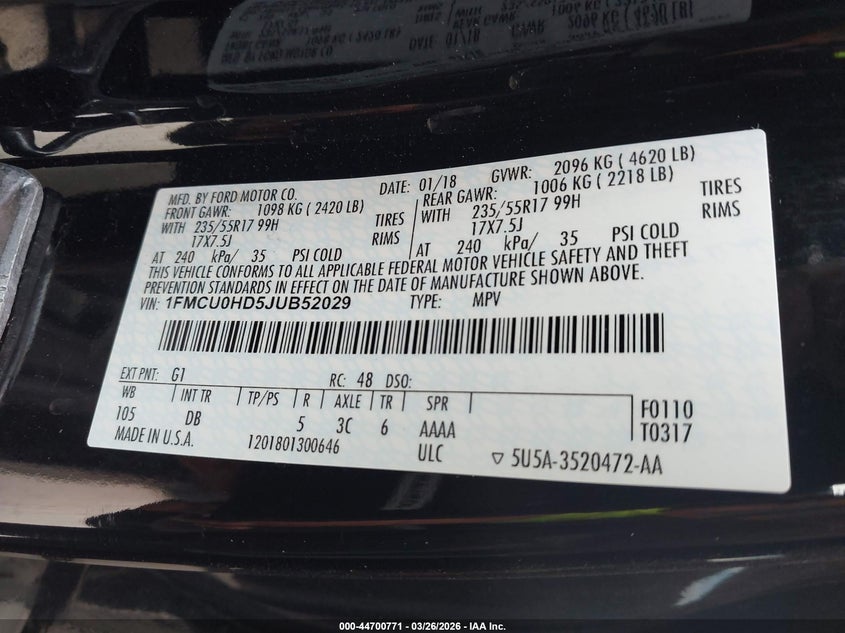 MFD. BY FORD MOTOR CO. DATE: 01/18 GVWR: 2096 KG ( 4620 LB)
FRONT GAWR: 1098 KG ( 2420 LB) REAR GAWR: 1006 KG ( 2218 LB)
WITH 235/55R17 99H TIRES WITH 235/55R17 99H TIRES
17X7.5J RIMS 17X7.5J RIMS
AT 240 kPa/ 35 PSI COLD AT 240 kPa/ 35 PSI COLD
THIS VEHICLE CONFORMS TO ALL APPLICABLE FEDERAL MOTOR VEHICLE SAFETY AND THEFT
PREVENTION STANDARDS IN EFFECT ON THE DATE OF MANUFACTURE SHOWN ABOVE.
VIN: 1FMCU0HD5JUB52029 TYPE: MPV
EXT PNT: G1 RC: 48 DSO:
WB INT TR TP/PS R AXLE TR SPR F0110
105 DB 5 3C 6 AAAA T0317
MADE IN U.S.A. 1201801300646 ULC ▽ 5U5A-3520472-AA
000-44700771 - 03/26/2026 - IAA Inc.